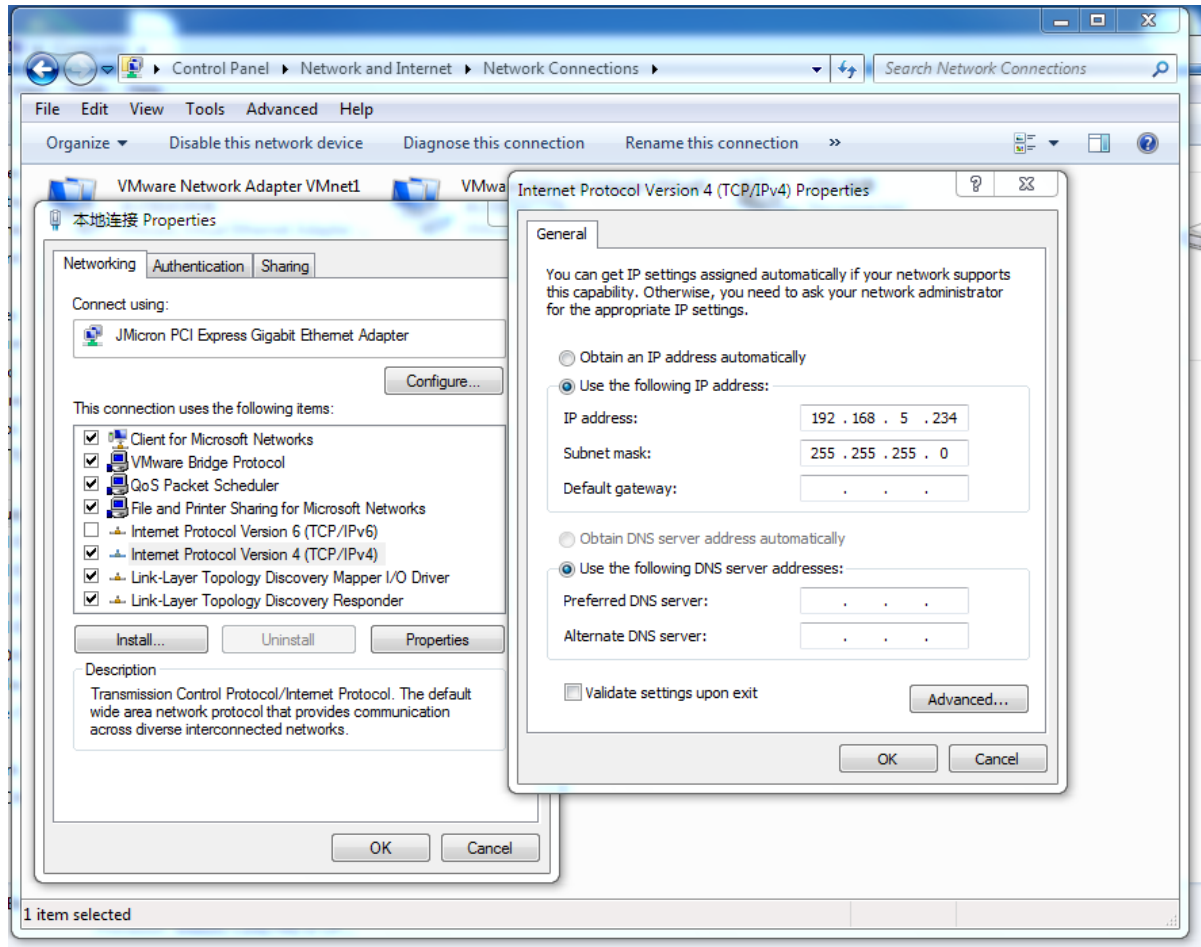 Control Panel Network and Internet Network Connections
Search Network Connections
File Edit View Tools Advanced Help
Organize Disable this network device Diagnose this connection Rename this connection »
VMware Network Adapter VMnet1
本地连接 Properties
Networking Authentication Sharing
Connect using:
JMicron PCI Express Gigabit Ethernet Adapter
Configure...
This connection uses the following items:
Client for Microsoft Networks
VMware Bridge Protocol
QoS Packet Scheduler
File and Printer Sharing for Microsoft Networks
Internet Protocol Version 6 (TCP/IPv6)
Internet Protocol Version 4 (TCP/IPv4)
Link-Layer Topology Discovery Mapper I/O Driver
Link-Layer Topology Discovery Responder
Install... Uninstall Properties
Description
Transmission Control Protocol/Internet Protocol. The default
wide area network protocol that provides communication
across diverse interconnected networks.
OK Cancel
Internet Protocol Version 4 (TCP/IPv4) Properties
General
You can get IP settings assigned automatically if your network supports
this capability. Otherwise, you need to ask your network administrator
for the appropriate IP settings.
Obtain an IP address automatically
Use the following IP address:
IP address: 192 . 168 . 5 . 234
Subnet mask: 255 . 255 . 255 . 0
Default gateway: . . .
Obtain DNS server address automatically
Use the following DNS server addresses:
Preferred DNS server: . . .
Alternate DNS server: . . .
Validate settings upon exit
Advanced...
OK Cancel
1 item selected